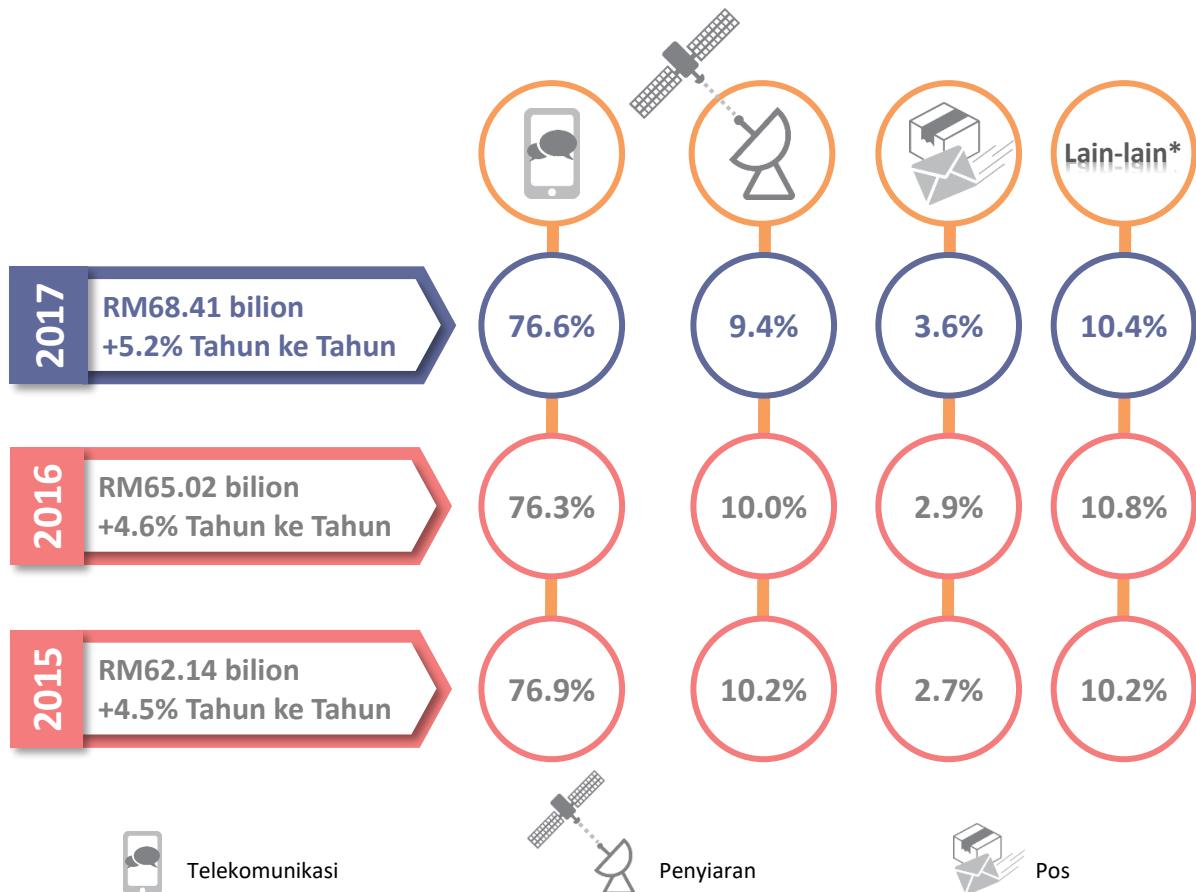 Lain-lain*
2017
RM68.41 bilion
+5.2% Tahun ke Tahun
76.6%
9.4%
3.6%
10.4%
2016
RM65.02 bilion
+4.6% Tahun ke Tahun
76.3%
10.0%
2.9%
10.8%
2015
RM62.14 bilion
+4.5% Tahun ke Tahun
76.9%
10.2%
2.7%
10.2%
Telekomunikasi
Penyiaran
Pos